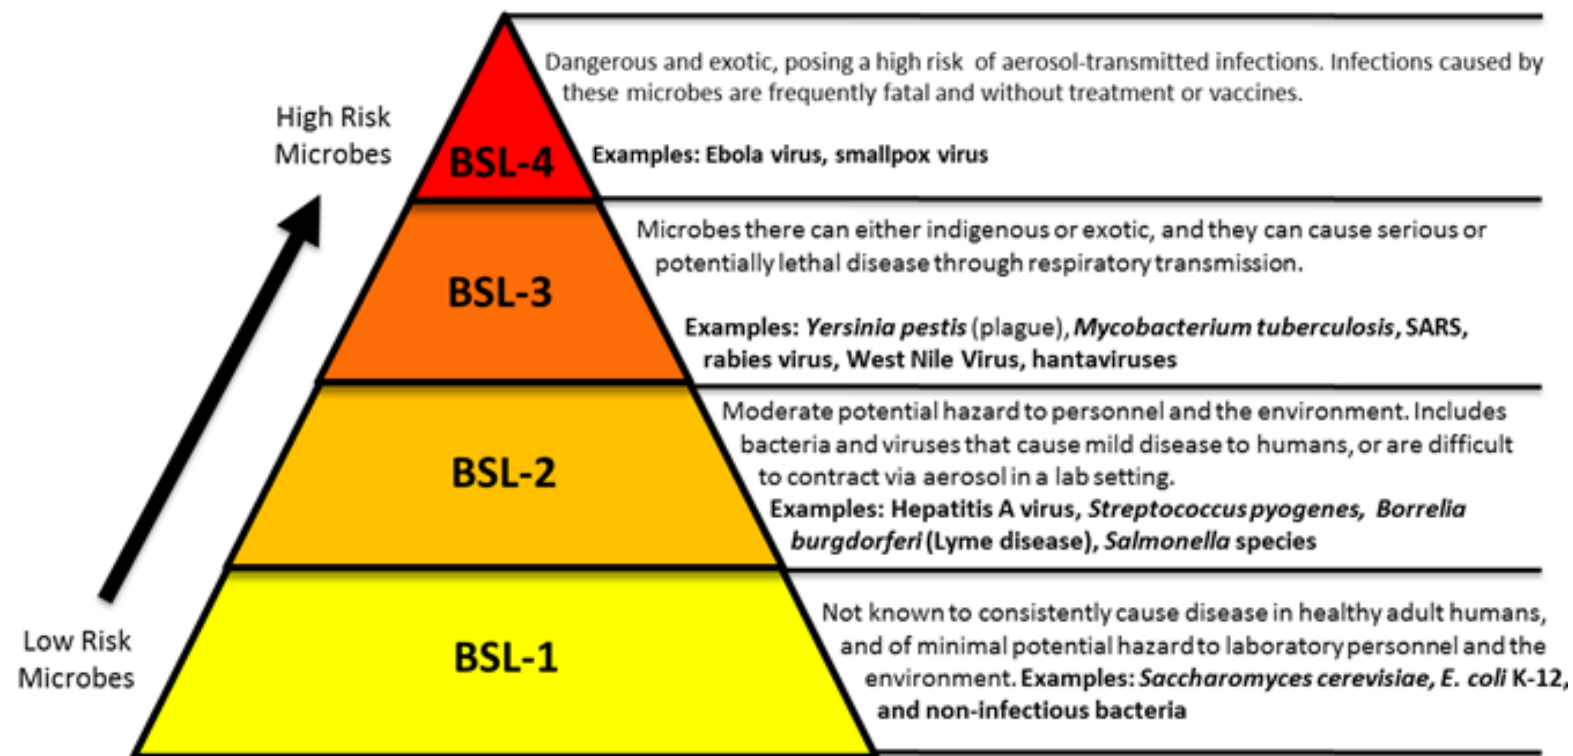 Dangerous and exotic, posing a high risk of aerosol-transmitted infections. Infections caused by
these microbes are frequently fatal and without treatment or vaccines.
High Risk
Microbes
BSL-4
Examples: Ebola virus, smallpox virus
Microbes there can either indigenous or exotic, and they can cause serious or
potentially lethal disease through respiratory transmission.
BSL-3
Examples: Yersinia pestis (plague), Mycobacterium tuberculosis, SARS,
rabies virus, West Nile Virus, hantaviruses
Moderate potential hazard to personnel and the environment. Includes
bacteria and viruses that cause mild disease to humans, or are difficult
to contract via aerosol in a lab setting.
BSL-2
Examples: Hepatitis A virus, Streptococcus pyogenes, Borrelia
burgdorferi (Lyme disease), Salmonella species
Low Risk
Microbes
BSL-1
Not known to consistently cause disease in healthy adult humans,
and of minimal potential hazard to laboratory personnel and the
environment. Examples: Saccharomyces cerevisiae, E. coli K-12,
and non-infectious bacteria